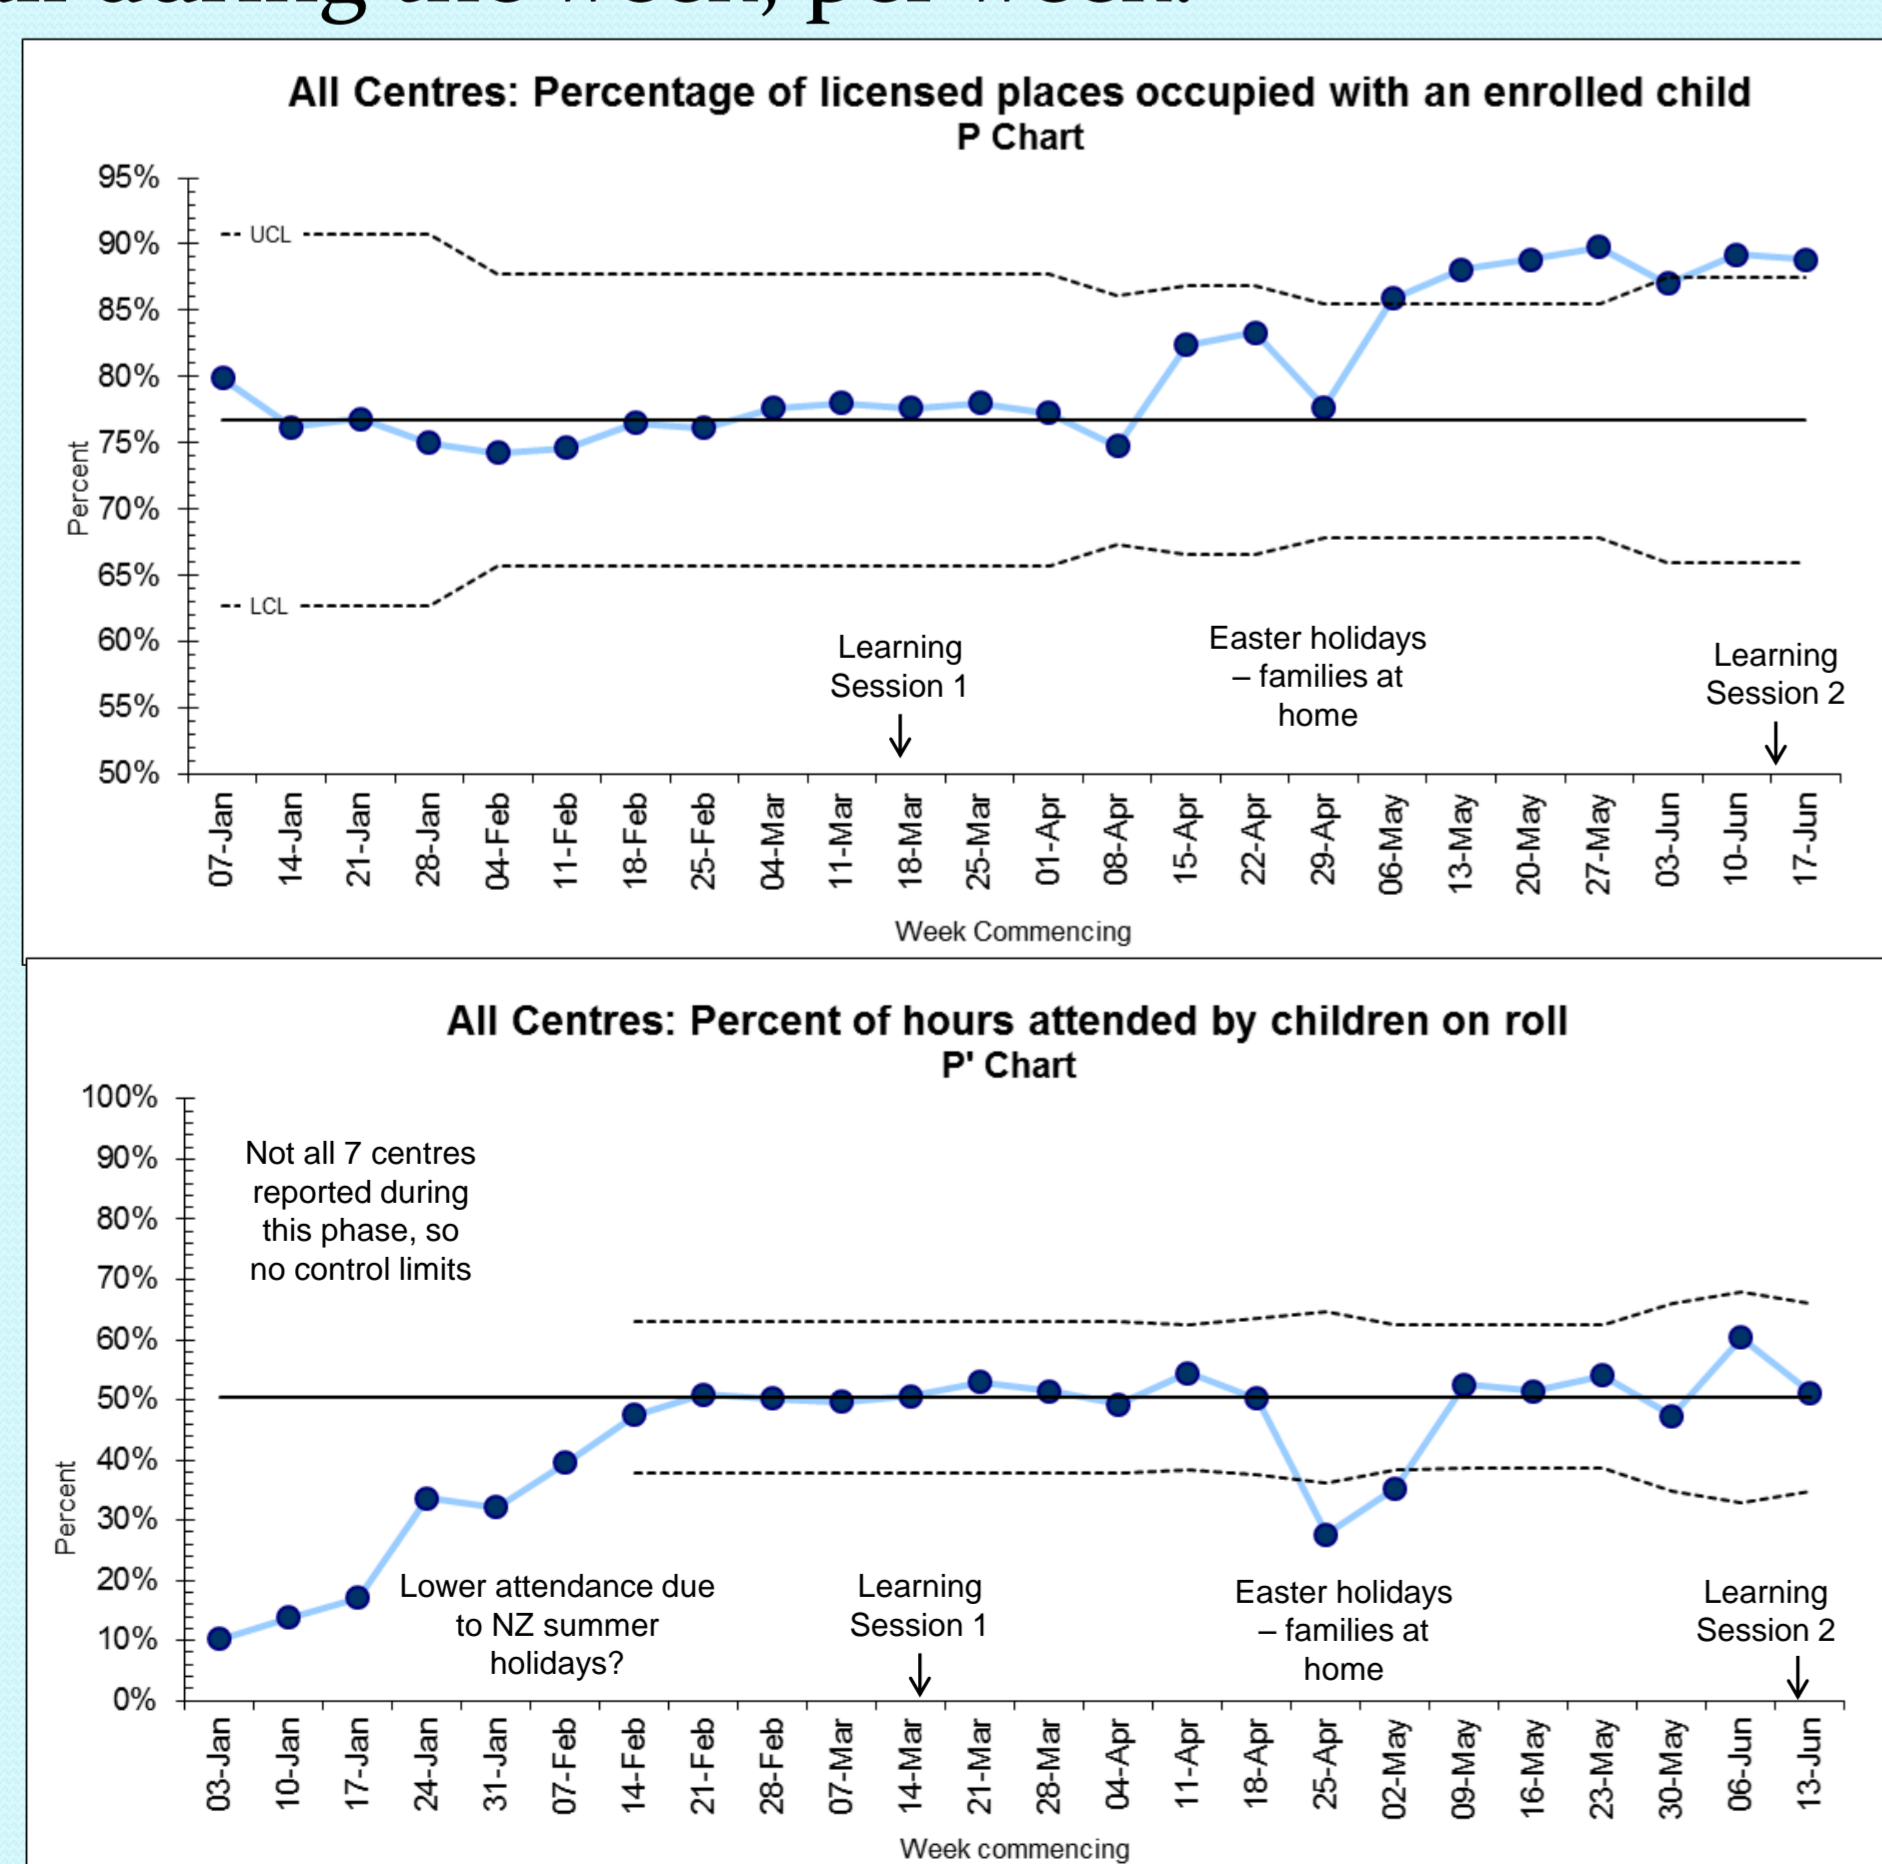 during the week, per week.
All Centres: Percentage of licensed places occupied with an enrolled child
P Chart
95%
90%
85%
80%
75%
70%
65%
60%
55%
50%
Percent
UCL
LCL
Learning
Session 1
Easter holidays
– families at
home
Learning
Session 2
07-Jan
14-Jan
21-Jan
28-Jan
04-Feb
11-Feb
18-Feb
25-Feb
04-Mar
11-Mar
18-Mar
25-Mar
01-Apr
08-Apr
15-Apr
22-Apr
29-Apr
06-May
13-May
20-May
27-May
03-Jun
10-Jun
17-Jun
Week Commencing
All Centres: Percent of hours attended by children on roll
P' Chart
100%
90%
80%
70%
60%
50%
40%
30%
20%
10%
0%
Percent
Not all 7 centres
reported during
this phase, so
no control limits
Lower attendance due
to NZ summer
holidays?
Learning
Session 1
Easter holidays
– families at
home
Learning
Session 2
03-Jan
10-Jan
17-Jan
24-Jan
31-Jan
07-Feb
14-Feb
21-Feb
28-Feb
07-Mar
14-Mar
21-Mar
28-Mar
04-Apr
11-Apr
18-Apr
25-Apr
02-May
09-May
16-May
23-May
30-May
06-Jun
13-Jun
Week commencing